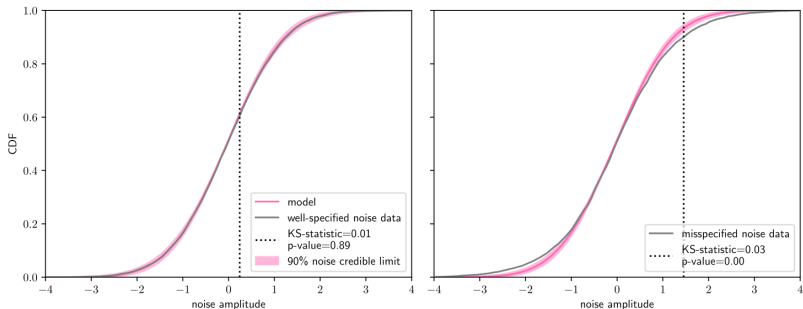 CDF
1.0
0.8
0.6
0.4
0.2
0.0
model
well-specified noise data
KS-statistic=0.01
p-value=0.89
90% noise credible limit
−4 −3 −2 −1 0 1 2 3 4
noise amplitude
misspecified noise data
KS-statistic=0.03
p-value=0.00
−4 −3 −2 −1 0 1 2 3 4
noise amplitude